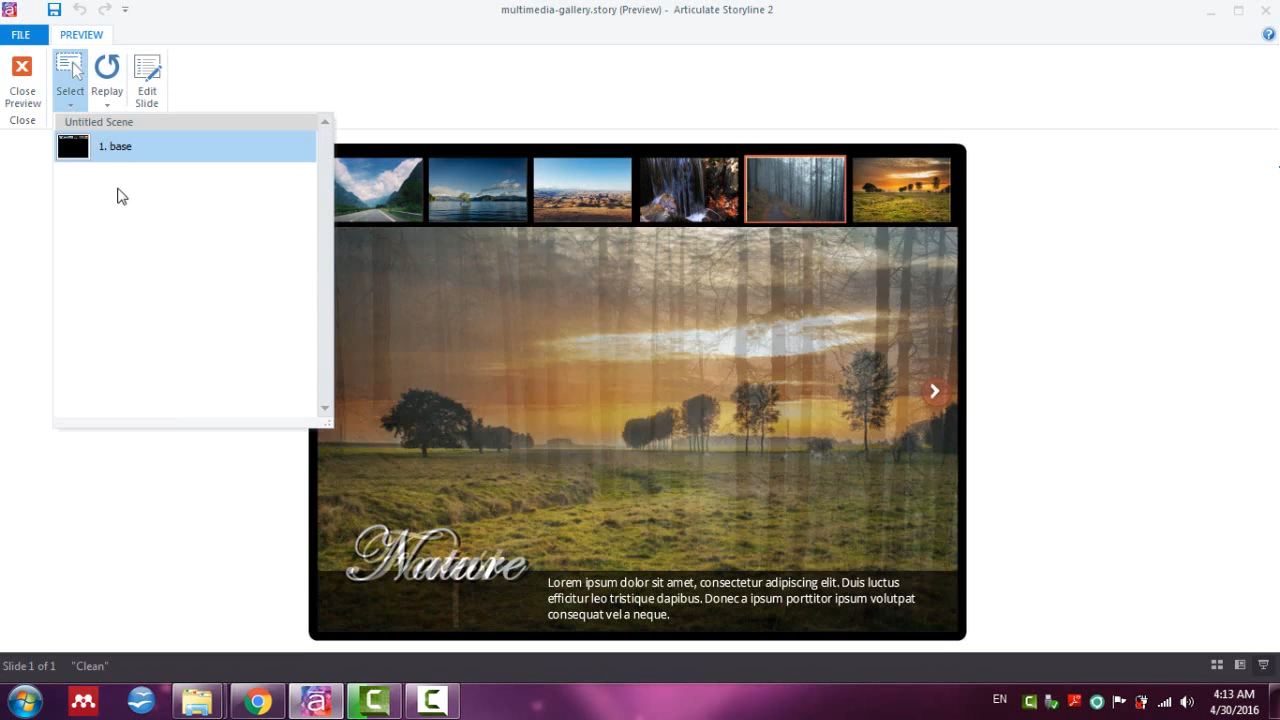 multimedia-gallery.story (Preview) - Articulate Storyline 2
FILE
PREVIEW
Close Preview
Select
Replay
Edit Slide
Close
Untitled Scene
1. base
Nature
Lorem ipsum dolor sit amet, consectetur adipiscing elit. Duis luctus
efficitur leo tristique dapibus. Donec a ipsum porttitor ipsum volutpat
consequat vel a neque.
Slide 1 of 1 "Clean"
EN
4:13 AM
4/30/2016